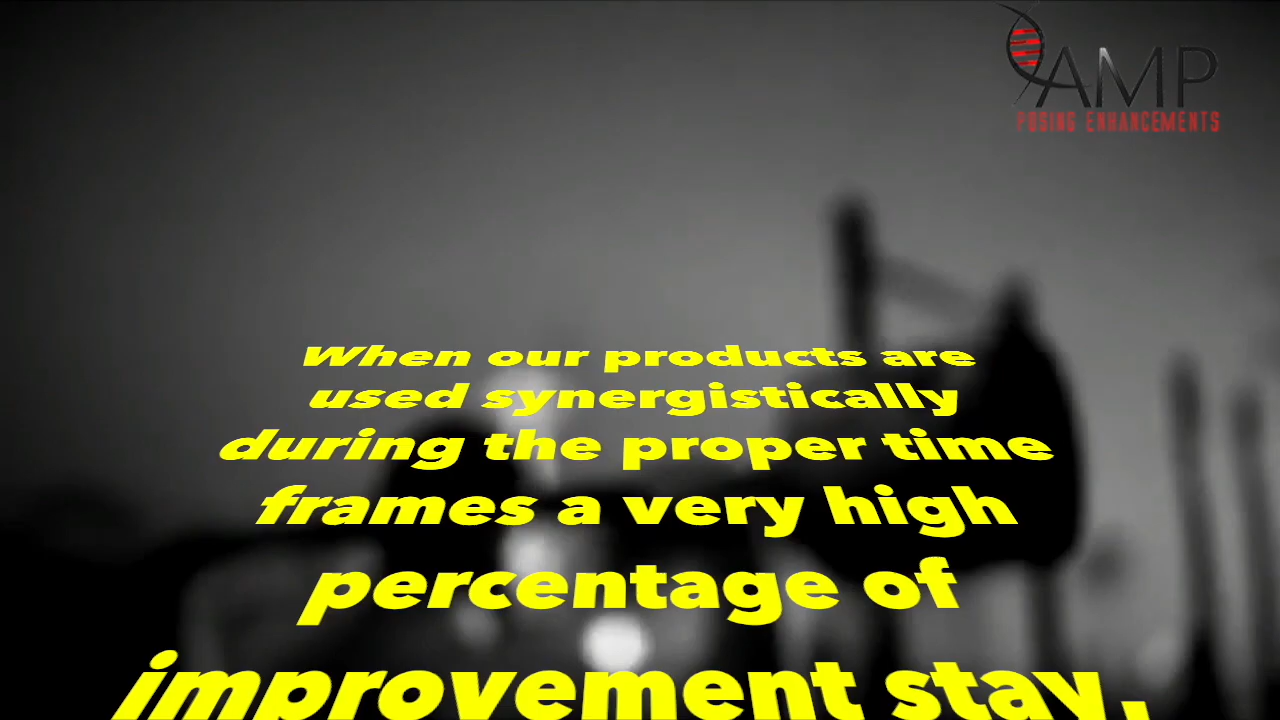 AMP
POSING ENHANCEMENTS
When our products are
used synergistically
during the proper time
frames a very high
percentage of
improvement stay,